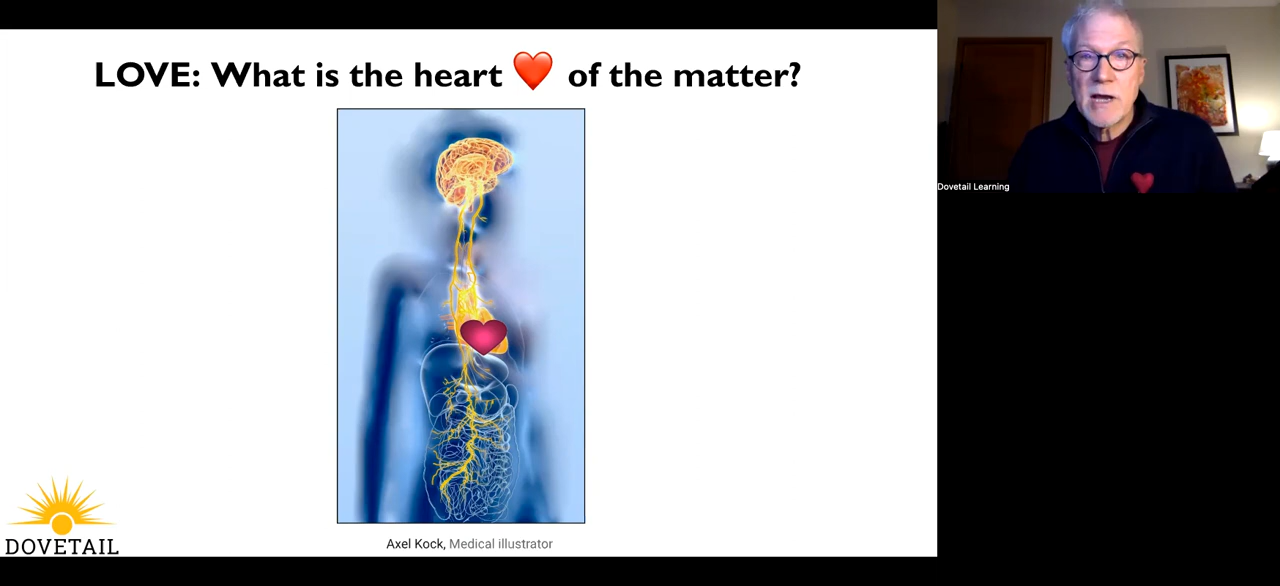 LOVE: What is the heart ❤️ of the matter?
Dovetail Learning
DOVETAIL
Axel Kock, Medical illustrator